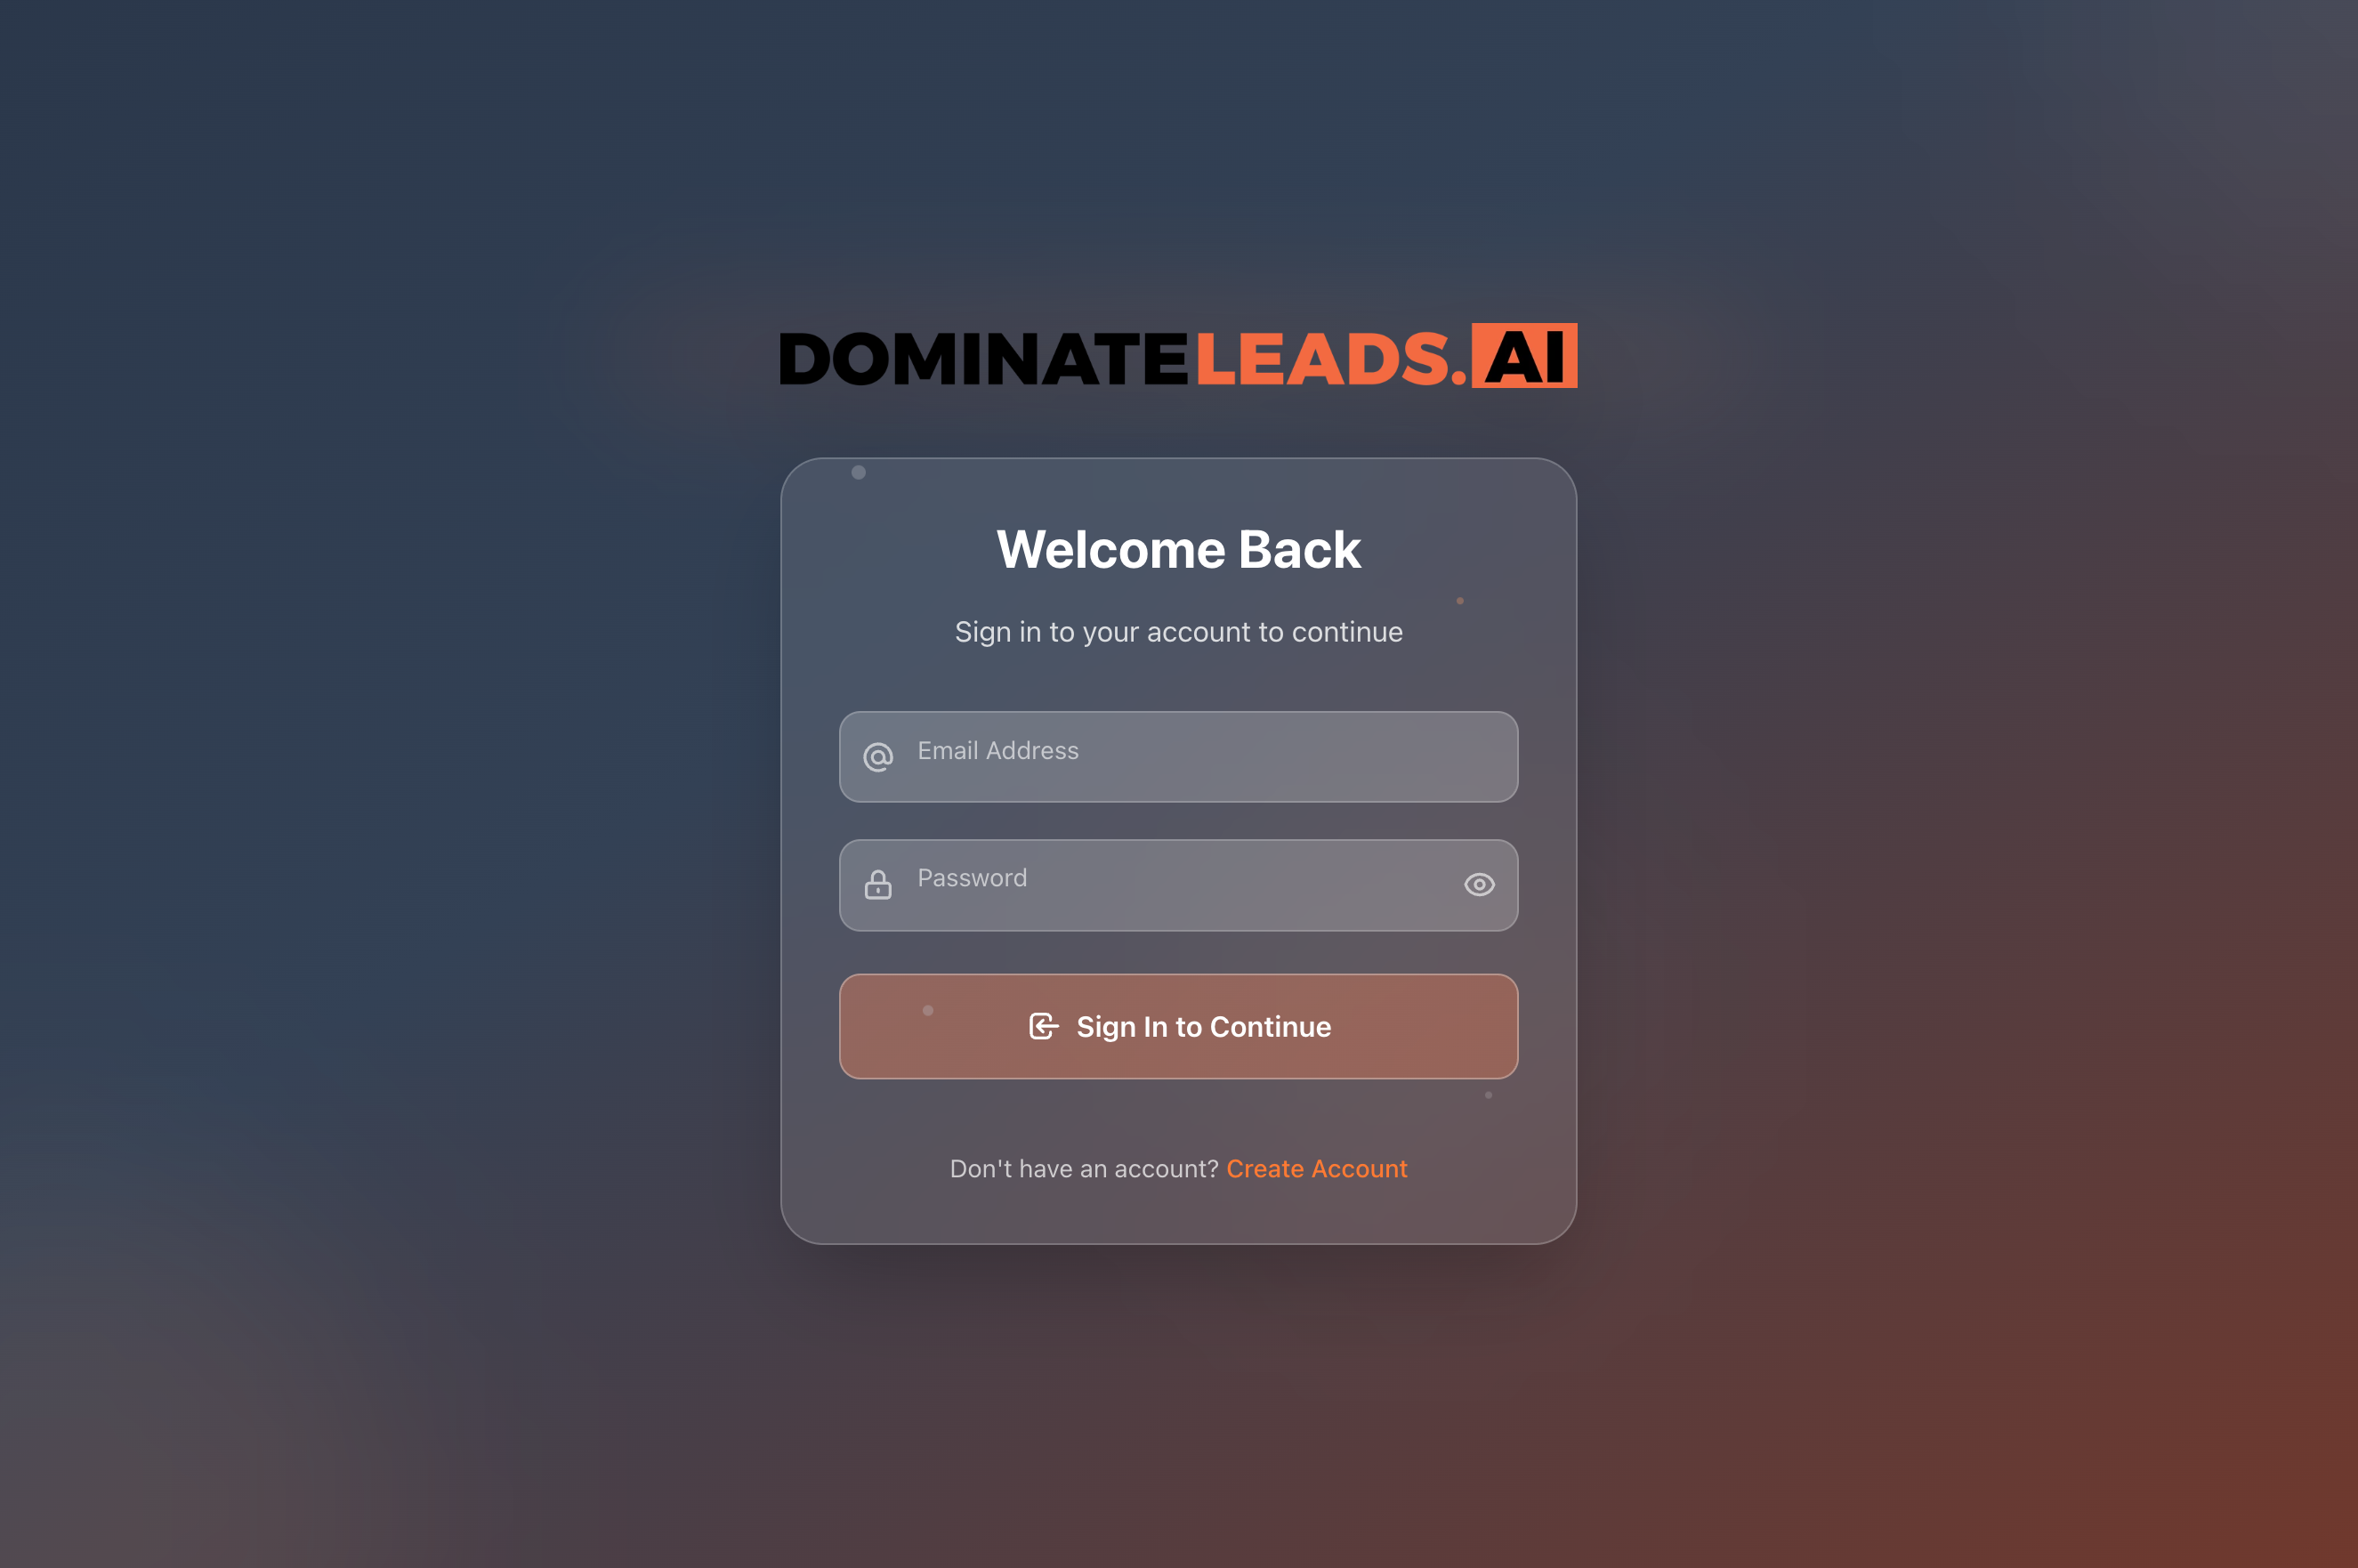 DOMINATELEADS.AI
Welcome Back
Sign in to your account to continue
Email Address
Password
Sign In to Continue
Don't have an account? Create Account